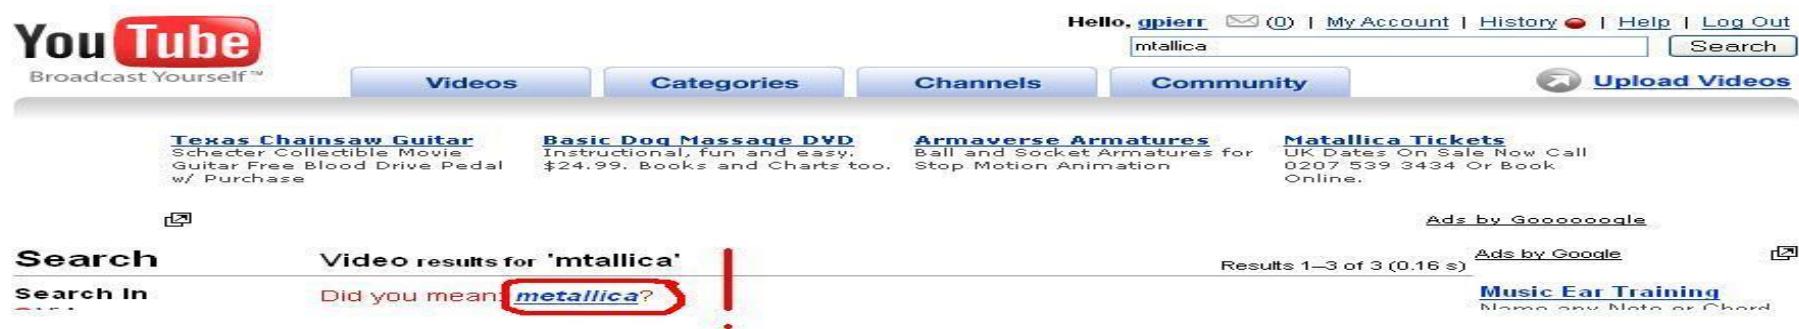 Hello, gpierr (0) | My Account | History | Help | Log Out
You Tube
mtallica Search
Broadcast Yourself™
Videos Categories Channels Community Upload Videos
Texas Chainsaw Guitar
Schecter Collectible Movie
Guitar Free Blood Drive Pedal
w/ Purchase
Basic Dog Massage DVD
Instructional, fun and easy.
$24.99. Books and Charts too.
Armaverse Armatures
Ball and Socket Armatures for
Stop Motion Animation
Matallica Tickets
UK Dates On Sale Now Call
0207 539 3434 Or Book
Online.
Ads by Goooooogle
Search
Video results for 'mtallica'
Results 1–3 of 3 (0.16 s)
Ads by Google
Search In
Did you mean: metallica?
Music Ear Training
Name any Note or Chord